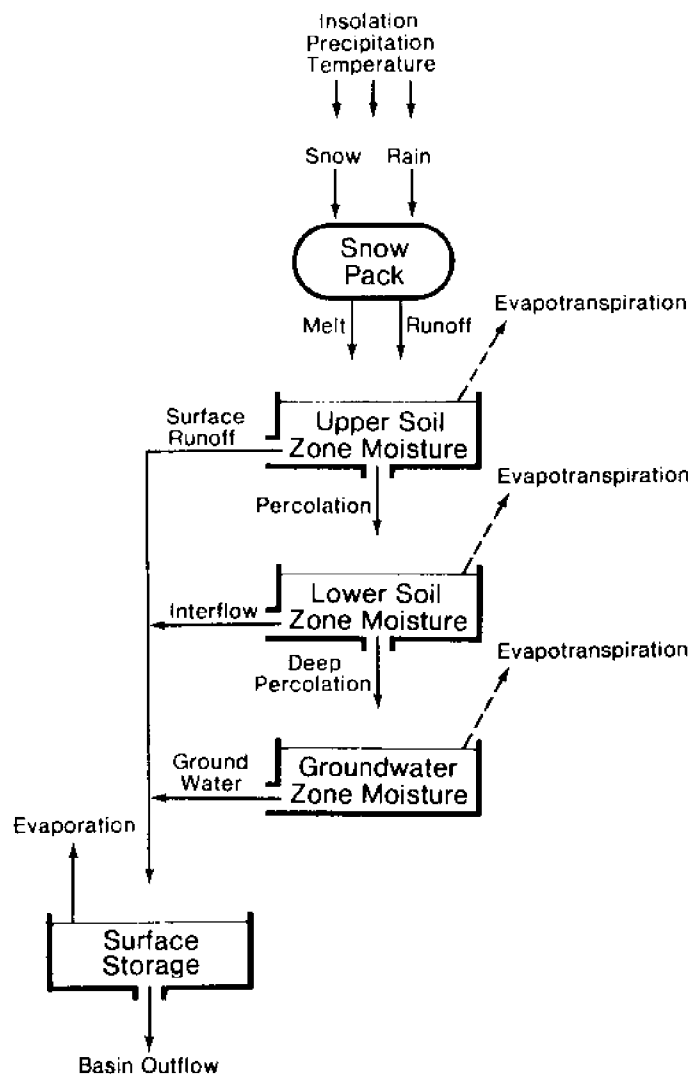 Insolation
Precipitation
Temperature
Snow
Rain
Snow
Pack
Melt
Runoff
Evapotranspiration
Surface
Runoff
Upper Soil
Zone Moisture
Evapotranspiration
Percolation
Lower Soil
Zone Moisture
Interflow
Evapotranspiration
Deep
Percolation
Ground
Water
Groundwater
Zone Moisture
Evaporation
Surface
Storage
Basin Outflow